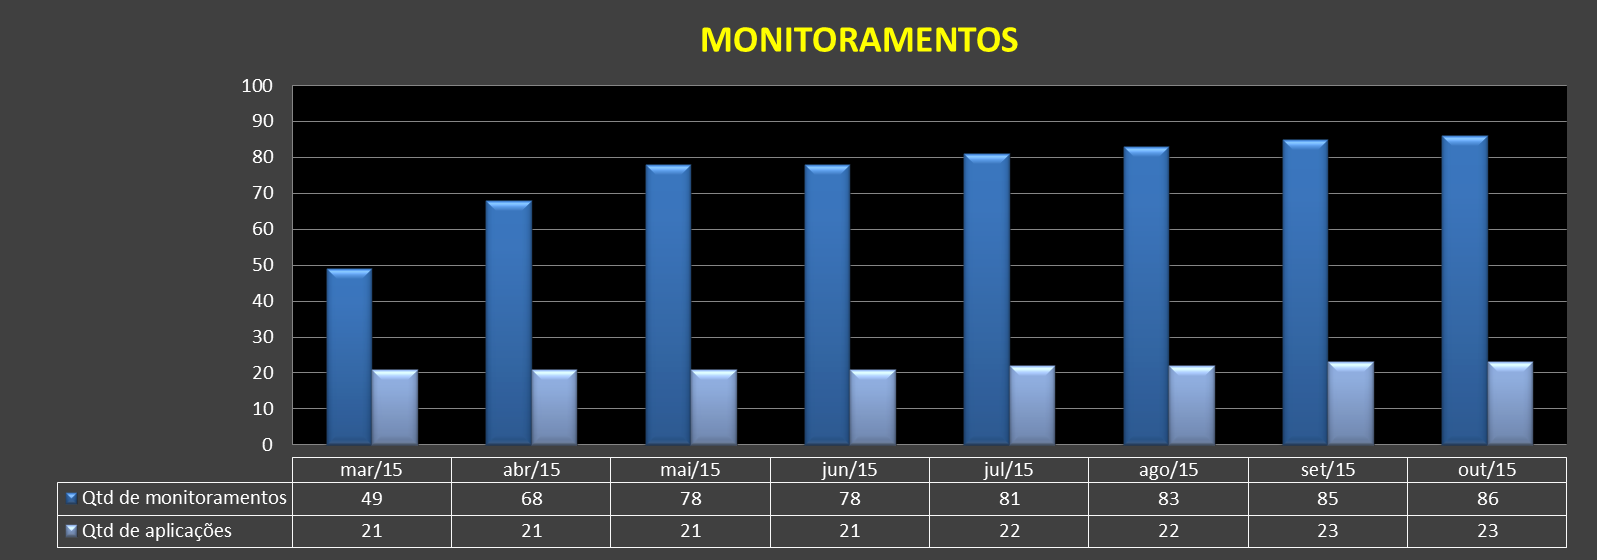 MONITORAMENTOS
100
90
80
70
60
50
40
30
20
10
0
mar/15 abr/15 mai/15 jun/15 jul/15 ago/15 set/15 out/15
Qtd de monitoramentos 49 68 78 78 81 83 85 86
Qtd de aplicações 21 21 21 21 22 22 23 23